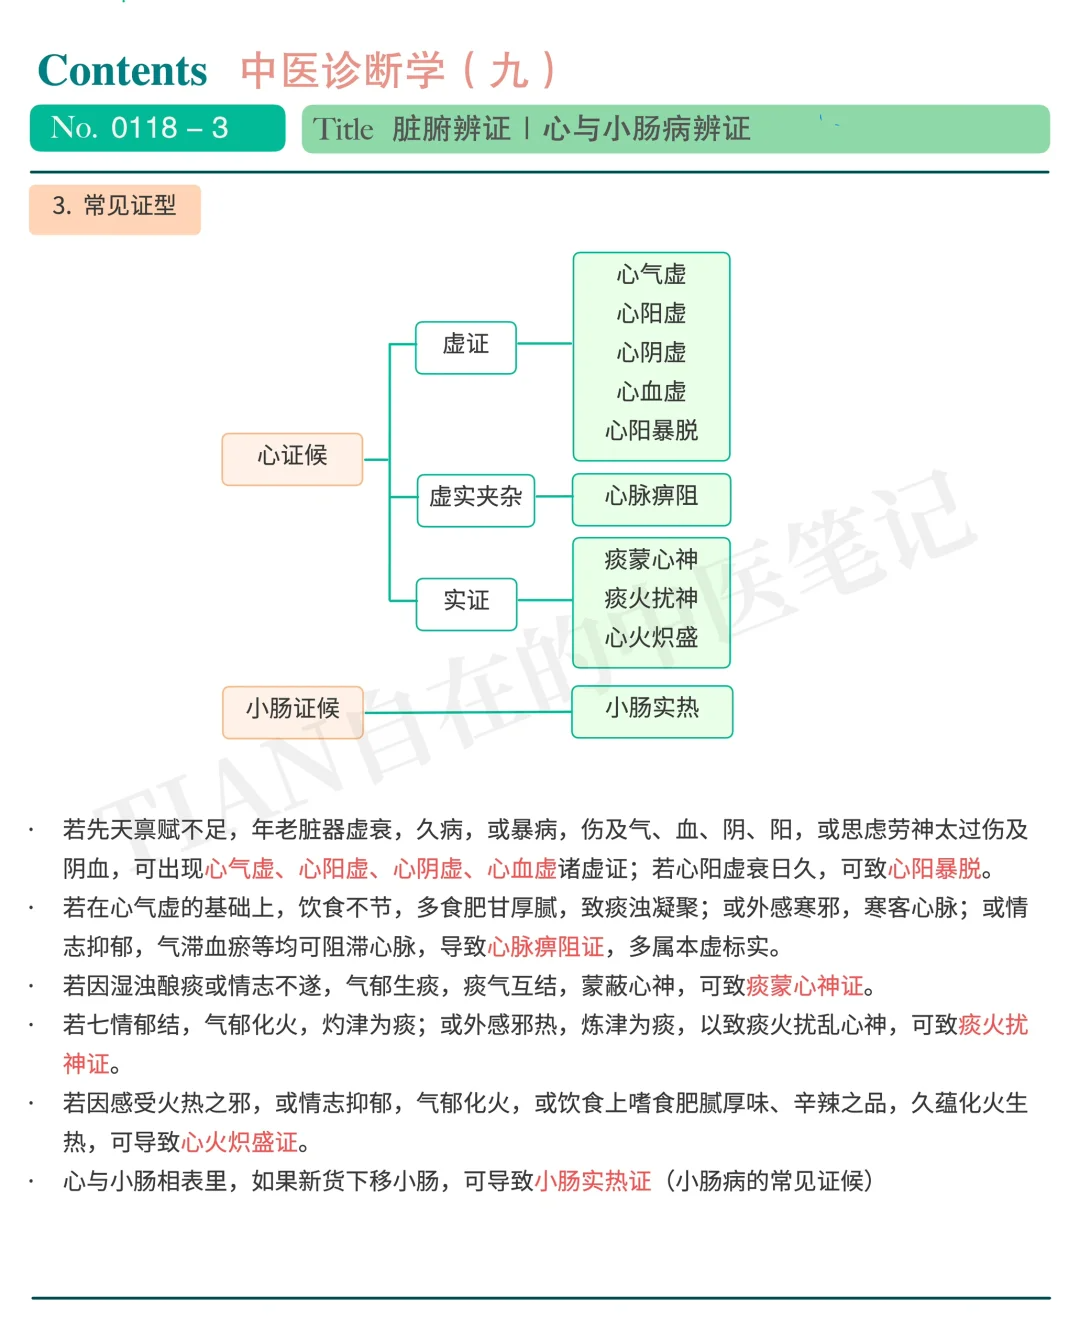 Contents 中医诊断学（九）
No. 0118 – 3
Title 脏腑辨证｜心与小肠病辨证
3. 常见证型
心气虚
心阳虚
虚证
心阴虚
心血虚
心阳暴脱
心证候
虚实夹杂
心脉痹阻
痰蒙心神
实证
痰火扰神
心火炽盛
小肠证候
小肠实热
TIAN自在的中医笔记
· 若先天禀赋不足，年老脏器虚衰，久病，或暴病，伤及气、血、阴、阳，或思虑劳神太过伤及
阴血，可出现心气虚、心阳虚、心阴虚、心血虚诸虚证；若心阳虚衰日久，可致心阳暴脱。
· 若在心气虚的基础上，饮食不节，多食肥甘厚腻，致痰浊凝聚；或外感寒邪，寒客心脉；或情
志抑郁，气滞血瘀等均可阻滞心脉，导致心脉痹阻证，多属本虚标实。
· 若因湿浊酿痰或情志不遂，气郁生痰，痰气互结，蒙蔽心神，可致痰蒙心神证。
· 若七情郁结，气郁化火，灼津为痰；或外感邪热，炼津为痰，以致痰火扰乱心神，可致痰火扰
神证。
· 若因感受火热之邪，或情志抑郁，气郁化火，或饮食上嗜食肥腻厚味、辛辣之品，久蕴化火生
热，可导致心火炽盛证。
· 心与小肠相表里，如果新货下移小肠，可导致小肠实热证（小肠病的常见证候）